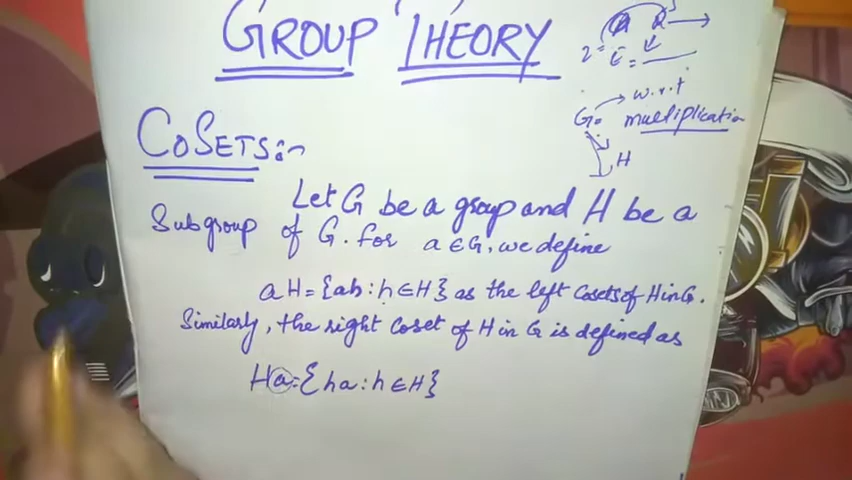 GROUP THEORY
G. → w.r.t
multiplication
H
COSETS:~
Let G be a group and H be a
Subgroup of G. For a ∈ G, we define
aH = {ah : h ∈ H} as the left Cosets of H in G.
Similarly, the right Coset of H in G is defined as
Ha = {ha : h ∈ H}